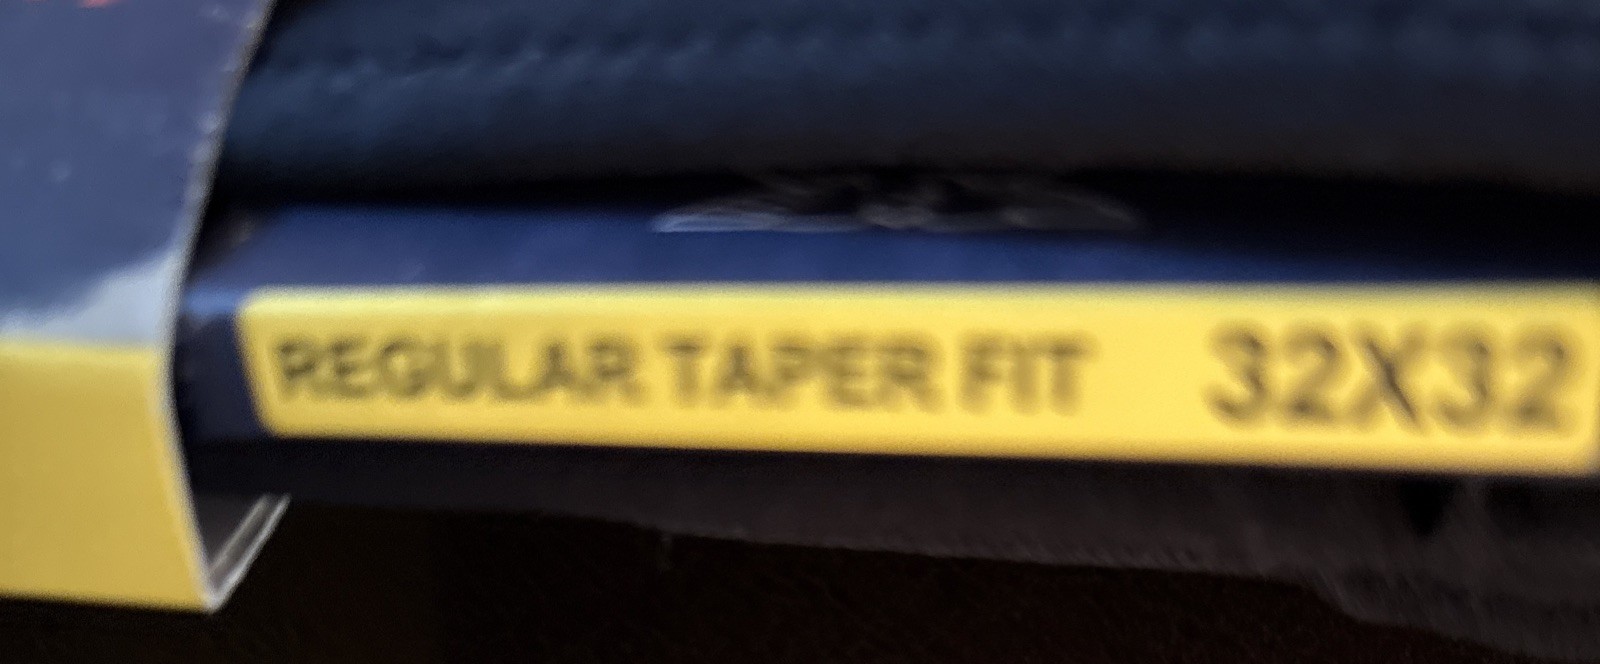 REGULAR TAPER FIT 32X32